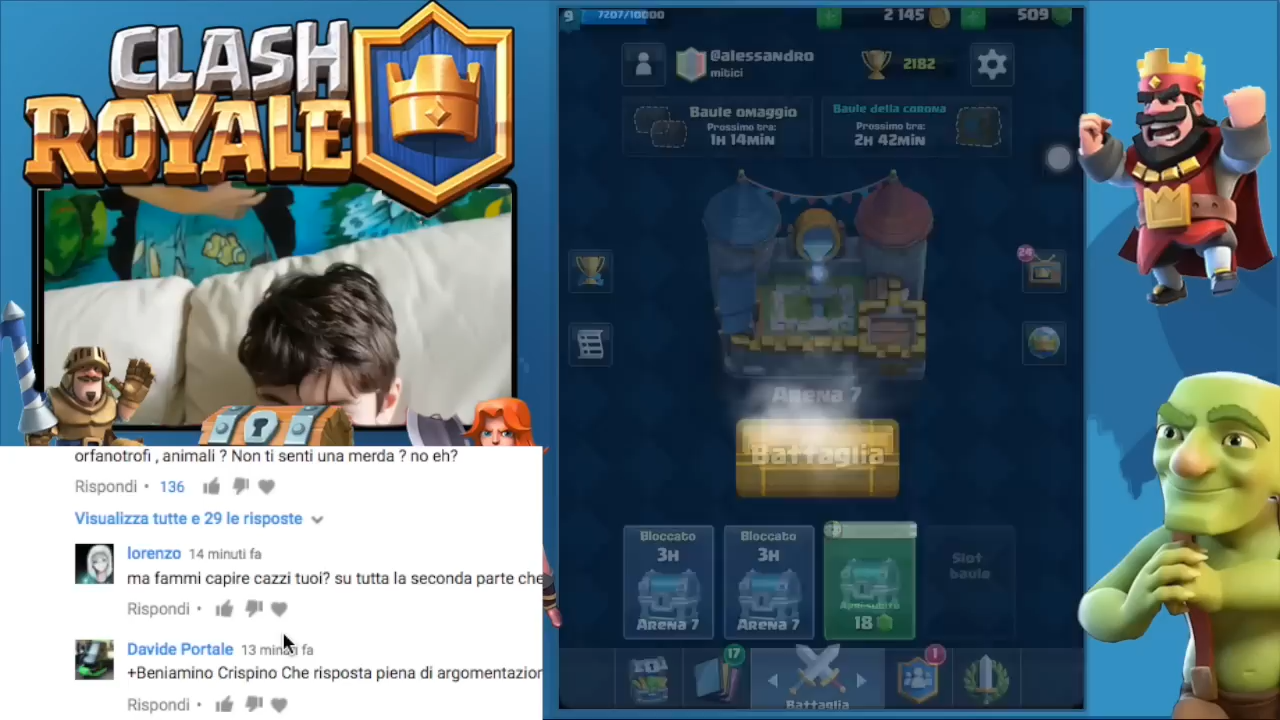 CLASH
ROYALE
orfanotrofi , animali ? Non ti senti una merda ? no eh?
Rispondi • 136
Visualizza tutte e 29 le risposte
lorenzo 14 minuti fa
ma fammi capire cazzi tuoi? su tutta la seconda parte che
Rispondi •
Davide Portale 13 minuti fa
+Beniamino Crispino Che risposta piena di argomentazion
Rispondi •
9 7207/10000 2 145 509
@alessandro
mitici
2182
Baule omaggio
Prossimo tra:
1H 14MIN
Baule della corona
Prossimo tra:
2H 42MIN
26
Arena 7
Battaglia
Bloccato
3H
Arena 7
Bloccato
3H
Arena 7
Apri subito
18
Slot
baule
17
1
Battaglia